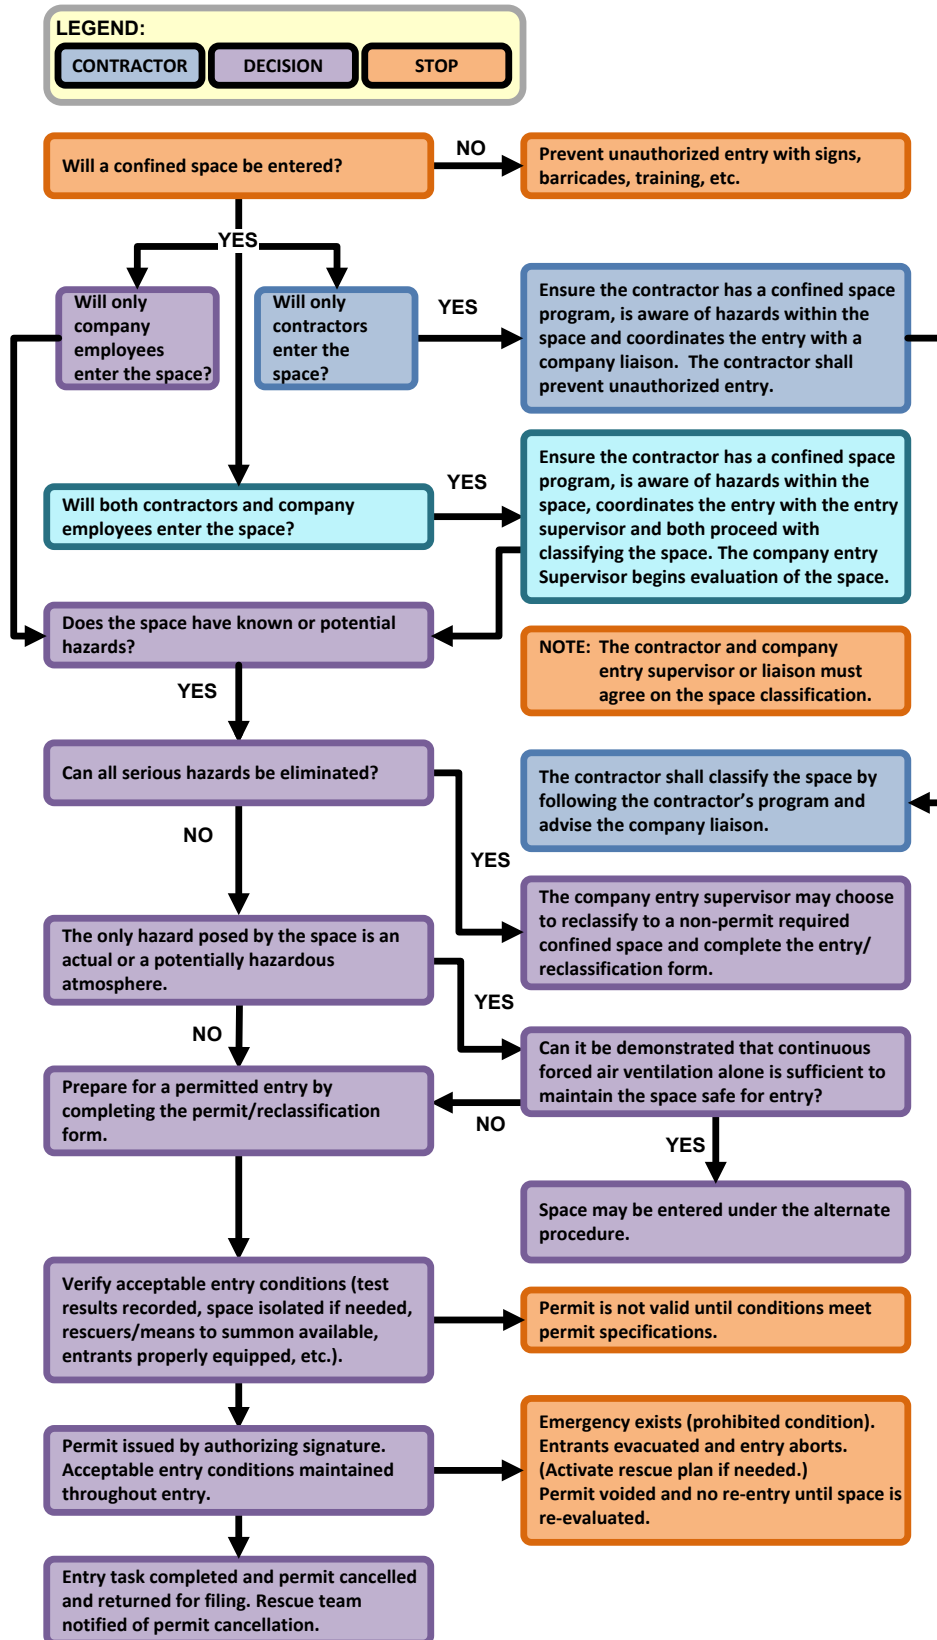 LEGEND:
CONTRACTOR
DECISION
STOP
Will a confined space be entered?
NO
Prevent unauthorized entry with signs,
barricades, training, etc.
YES
Will only
company
employees
enter the space?
Will only
contractors
enter the
space?
YES
Ensure the contractor has a confined space
program, is aware of hazards within the
space and coordinates the entry with a
company liaison. The contractor shall
prevent unauthorized entry.
Will both contractors and company
employees enter the space?
YES
Ensure the contractor has a confined space
program, is aware of hazards within the
space, coordinates the entry with the entry
supervisor and both proceed with
classifying the space. The company entry
Supervisor begins evaluation of the space.
Does the space have known or potential
hazards?
NOTE: The contractor and company
entry supervisor or liaison must
agree on the space classification.
YES
Can all serious hazards be eliminated?
The contractor shall classify the space by
following the contractor's program and
advise the company liaison.
NO
YES
The company entry supervisor may choose
to reclassify to a non-permit required
confined space and complete the entry/
reclassification form.
The only hazard posed by the space is an
actual or a potentially hazardous
atmosphere.
YES
NO
Can it be demonstrated that continuous
forced air ventilation alone is sufficient to
maintain the space safe for entry?
Prepare for a permitted entry by
completing the permit/reclassification
form.
NO
YES
Space may be entered under the alternate
procedure.
Verify acceptable entry conditions (test
results recorded, space isolated if needed,
rescuers/means to summon available,
entrants properly equipped, etc.).
Permit is not valid until conditions meet
permit specifications.
Permit issued by authorizing signature.
Acceptable entry conditions maintained
throughout entry.
Emergency exists (prohibited condition).
Entrants evacuated and entry aborts.
(Activate rescue plan if needed.)
Permit voided and no re-entry until space is
re-evaluated.
Entry task completed and permit cancelled
and returned for filing. Rescue team
notified of permit cancellation.